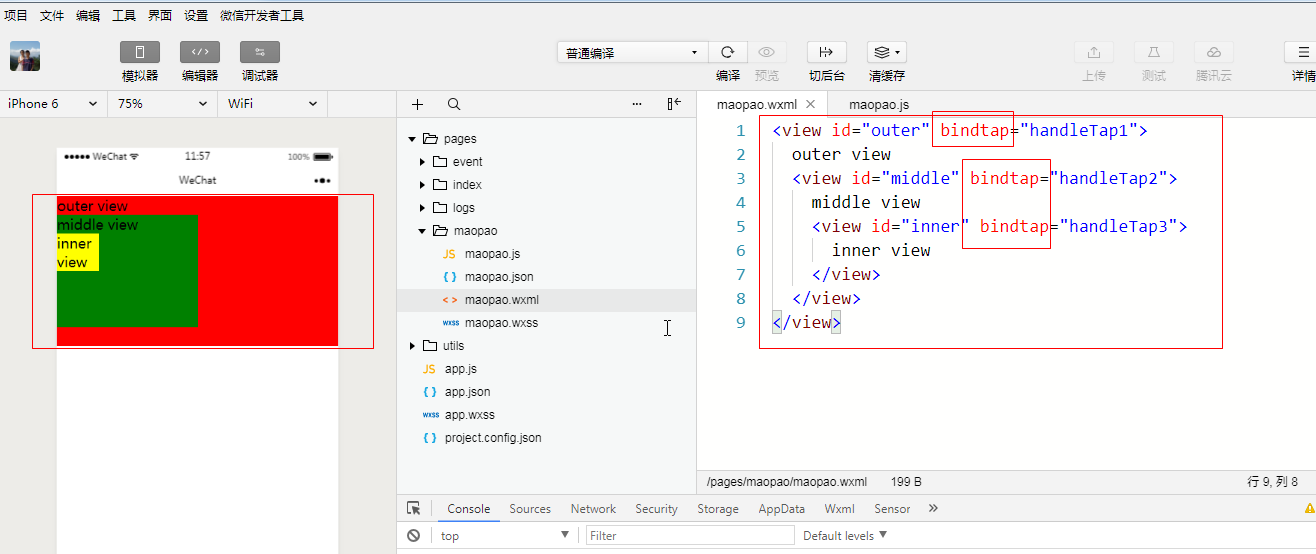 项目 文件 编辑 工具 界面 设置 微信开发者工具
模拟器 编辑器 调试器 普通编译 编译 预览 切后台 清缓存 上传 测试 腾讯云 详情
iPhone 6 75% WiFi
WeChat 11:57 100%
WeChat
outer view
middle view
inner
view
pages
event
index
logs
maopao
JS maopao.js
{ } maopao.json
< > maopao.wxml
wxss maopao.wxss
utils
JS app.js
{ } app.json
wxss app.wxss
{ } project.config.json
maopao.wxml maopao.js
1 <view id="outer" bindtap="handleTap1">
2 outer view
3 <view id="middle" bindtap="handleTap2">
4 middle view
5 <view id="inner" bindtap="handleTap3">
6 inner view
7 </view>
8 </view>
9 </view>
/pages/maopao/maopao.wxml 199 B 行 9, 列 8
Console Sources Network Security Storage AppData Wxml Sensor
top Filter Default levels